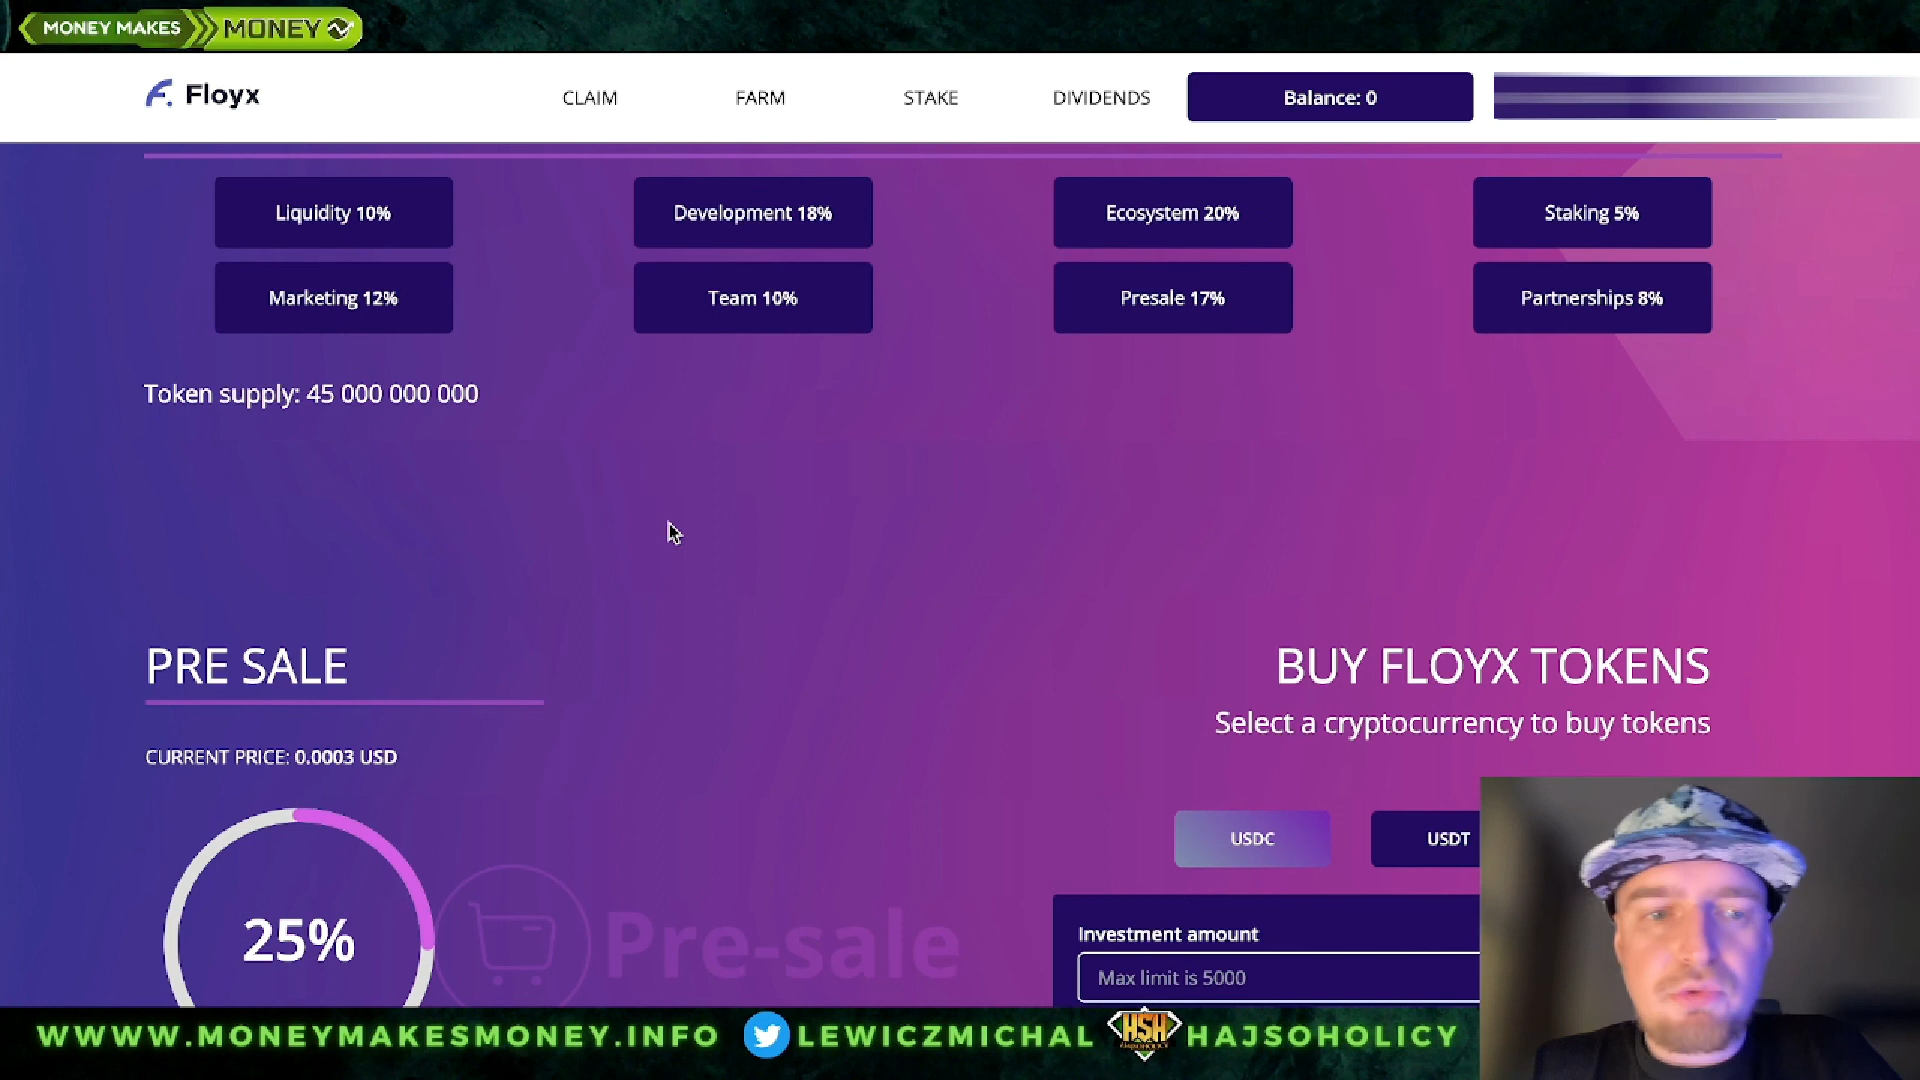 MONEY MAKES MONEY
Floyx
CLAIM
FARM
STAKE
DIVIDENDS
Balance: 0
Liquidity 10%
Development 18%
Ecosystem 20%
Staking 5%
Marketing 12%
Team 10%
Presale 17%
Partnerships 8%
Token supply: 45 000 000 000
PRE SALE
CURRENT PRICE: 0.0003 USD
25%
Pre-sale
BUY FLOYX TOKENS
Select a cryptocurrency to buy tokens
USDC
USDT
Investment amount
Max limit is 5000
WWWW.MONEYMAKESMONEY.INFO
LEWICZMICHAL
HSH
HAJSOHOLICY